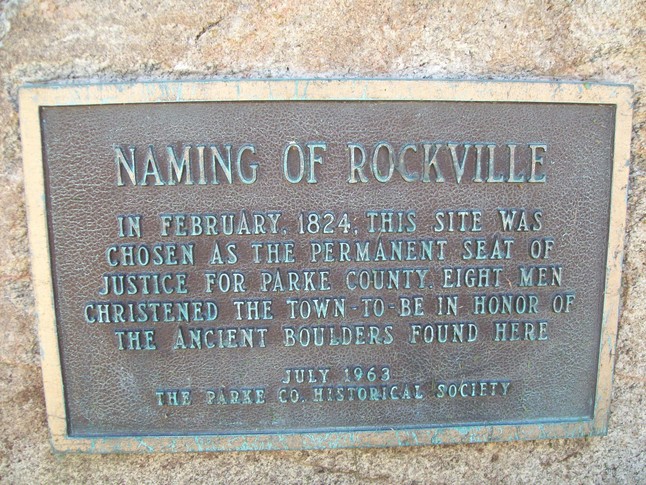 NAMING OF ROCKVILLE
IN FEBRUARY, 1824, THIS SITE WAS
CHOSEN AS THE PERMANENT SEAT OF
JUSTICE FOR PARKE COUNTY. EIGHT MEN
CHRISTENED THE TOWN-TO-BE IN HONOR OF
THE ANCIENT BOULDERS FOUND HERE
JULY 1963
THE PARKE CO. HISTORICAL SOCIETY